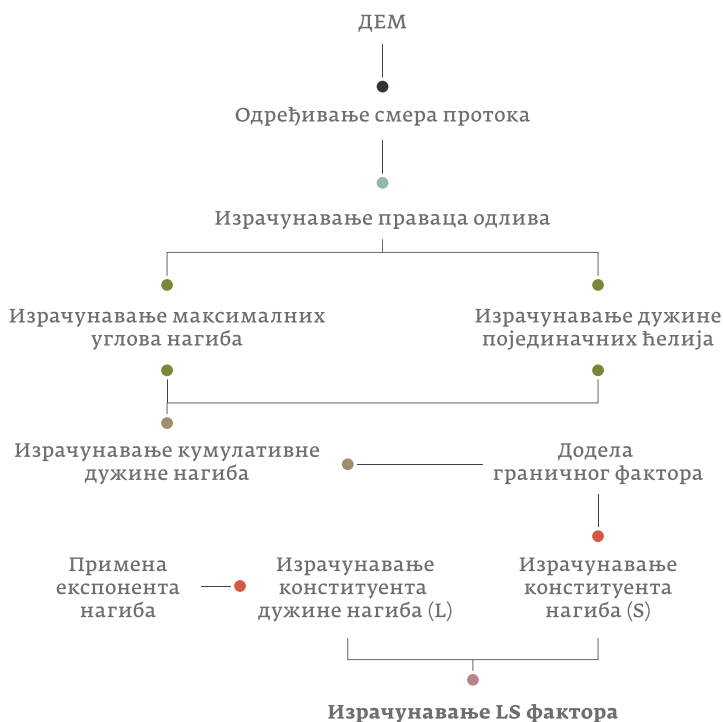 ДЕМ
Одређивање смера протока
Израчунавање праваца одлива
Израчунавање максималних
углова нагиба
Израчунавање дужине
појединачних ћелија
Израчунавање кумулативне
дужине нагиба
Додела
граничног фактора
Примена
експонента
нагиба
Израчунавање
конституента
дужине нагиба (L)
Израчунавање
конституента
нагиба (S)
Израчунавање LS фактора